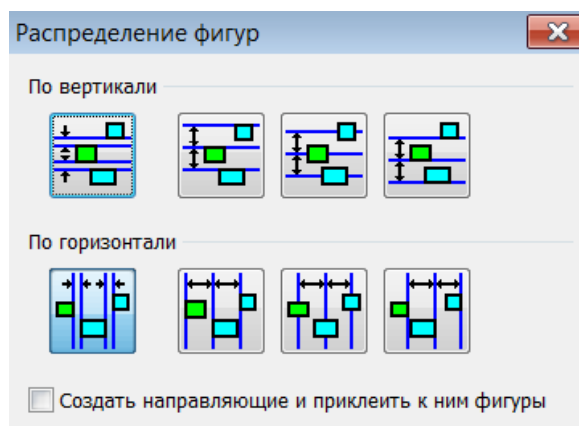 Распределение фигур
По вертикали
По горизонтали
Создать направляющие и приклеить к ним фигуры